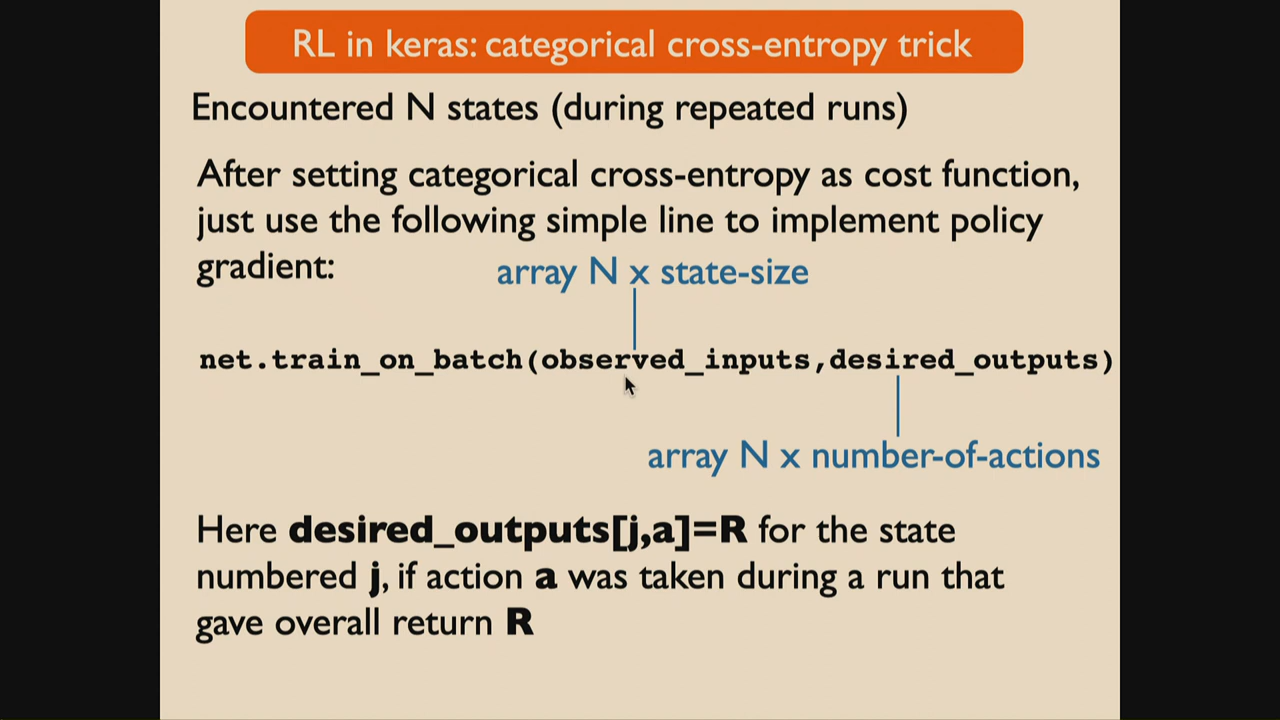 RL in keras: categorical cross-entropy trick
Encountered N states (during repeated runs)
After setting categorical cross-entropy as cost function,
just use the following simple line to implement policy
gradient:
array N x state-size
net.train_on_batch(observed_inputs,desired_outputs)
array N x number-of-actions
Here desired_outputs[j,a]=R for the state
numbered j, if action a was taken during a run that
gave overall return R